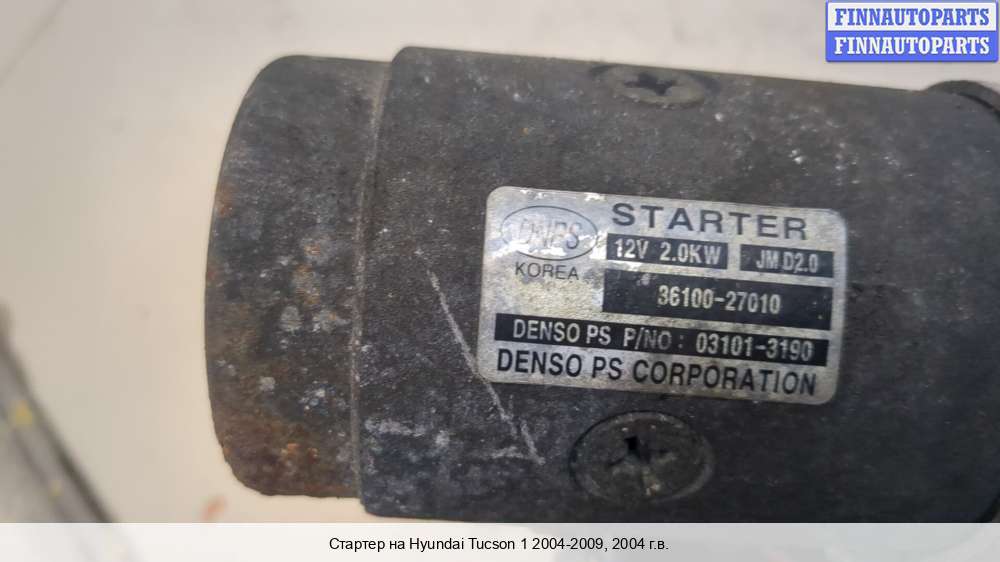 FINNAUTOPARTS
FINNAUTOPARTS
DNPS
KOREA
STARTER
12V 2.0KW
JM D2.0
36100-27010
DENSO PS P/NO: 03101-3190
DENSO PS CORPORATION
Стартер на Hyundai Tucson 1 2004-2009, 2004 г.в.